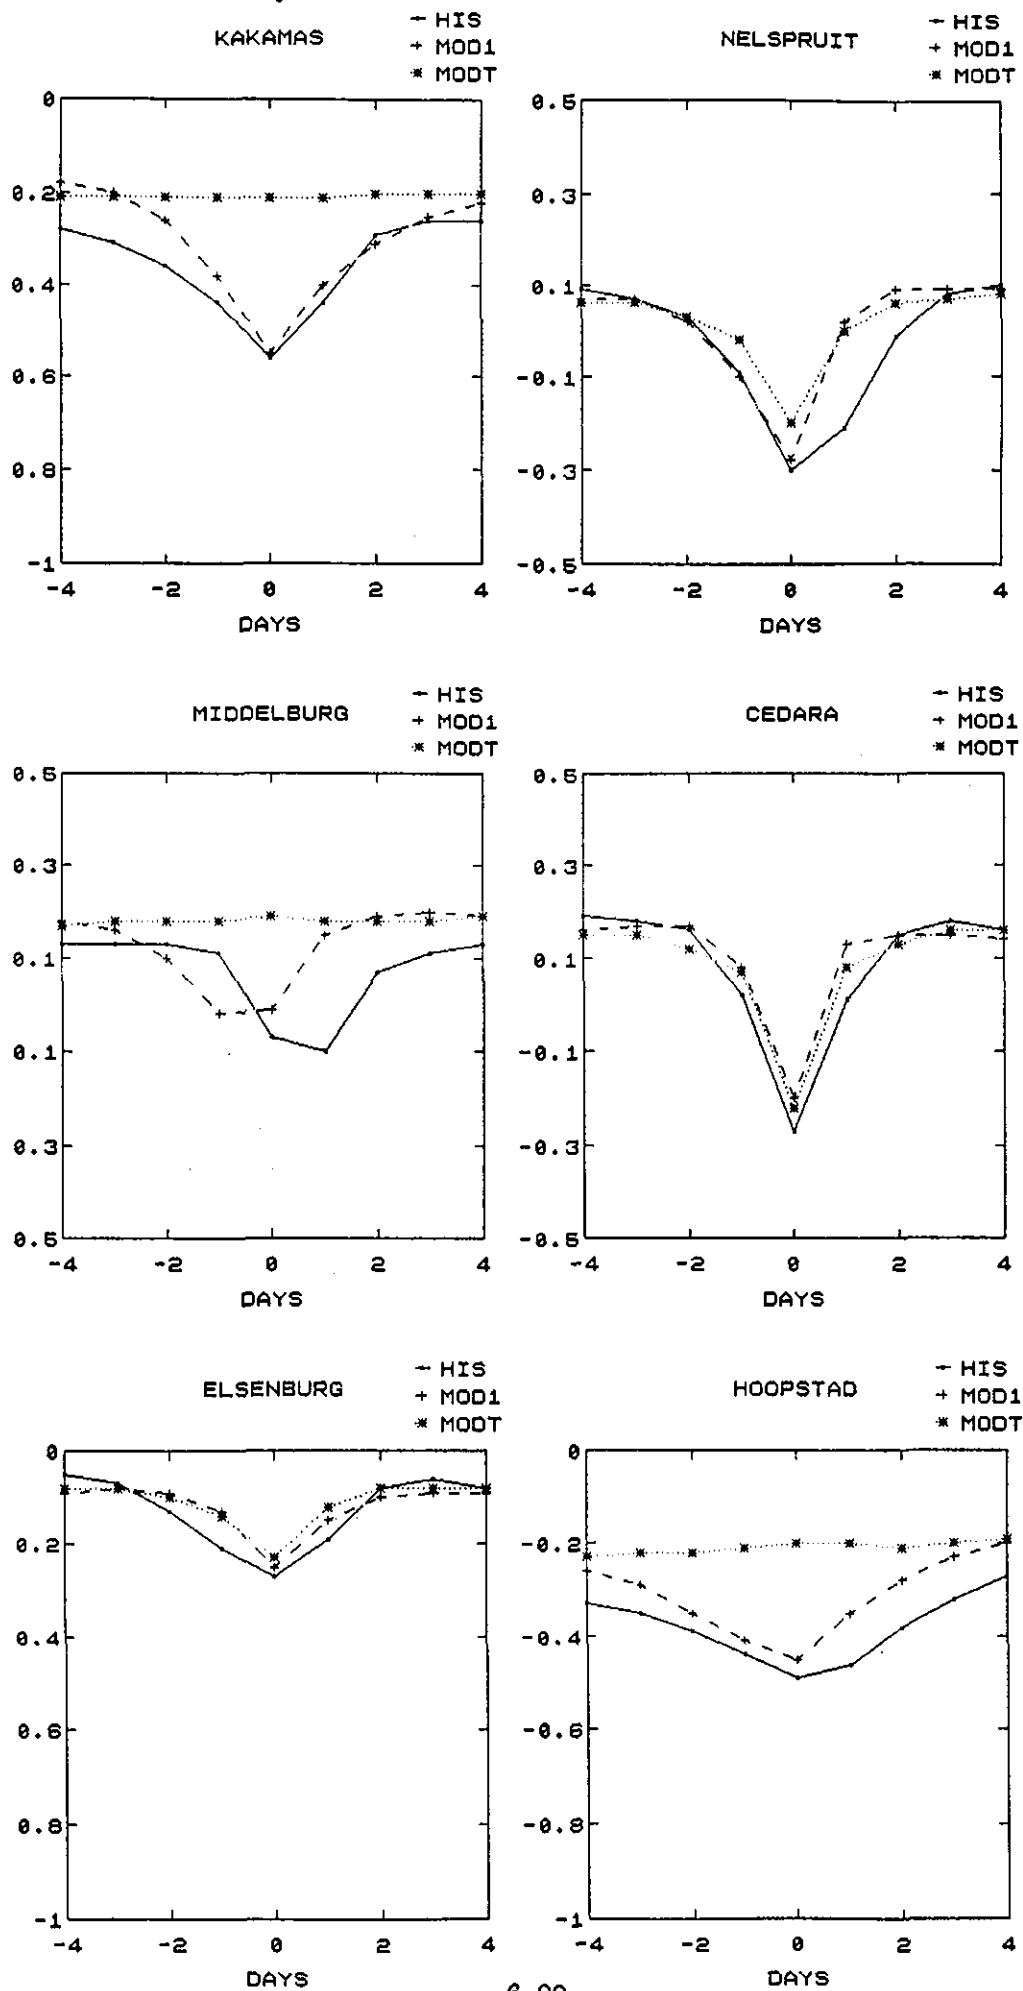 KAKAMAS
HIS
MOD1
MODT
0
0.2
0.4
0.6
0.8
-1
-4 -2 0 2 4
DAYS
NELSPRUIT
HIS
MOD1
MODT
0.5
0.3
0.1
-0.1
-0.3
-0.5
-4 -2 0 2 4
DAYS
MIDDELBURG
HIS
MOD1
MODT
0.5
0.3
0.1
0.1
0.3
0.5
-4 -2 0 2 4
DAYS
CEDARA
HIS
MOD1
MODT
0.5
0.3
0.1
-0.1
-0.3
-0.5
-4 -2 0 2 4
DAYS
ELSENBURG
HIS
MOD1
MODT
0
0.2
0.4
0.6
0.8
-1
-4 -2 0 2 4
DAYS
HOOPSTAD
HIS
MOD1
MODT
0
-0.2
-0.4
-0.6
-0.8
-1
-4 -2 0 2 4
DAYS